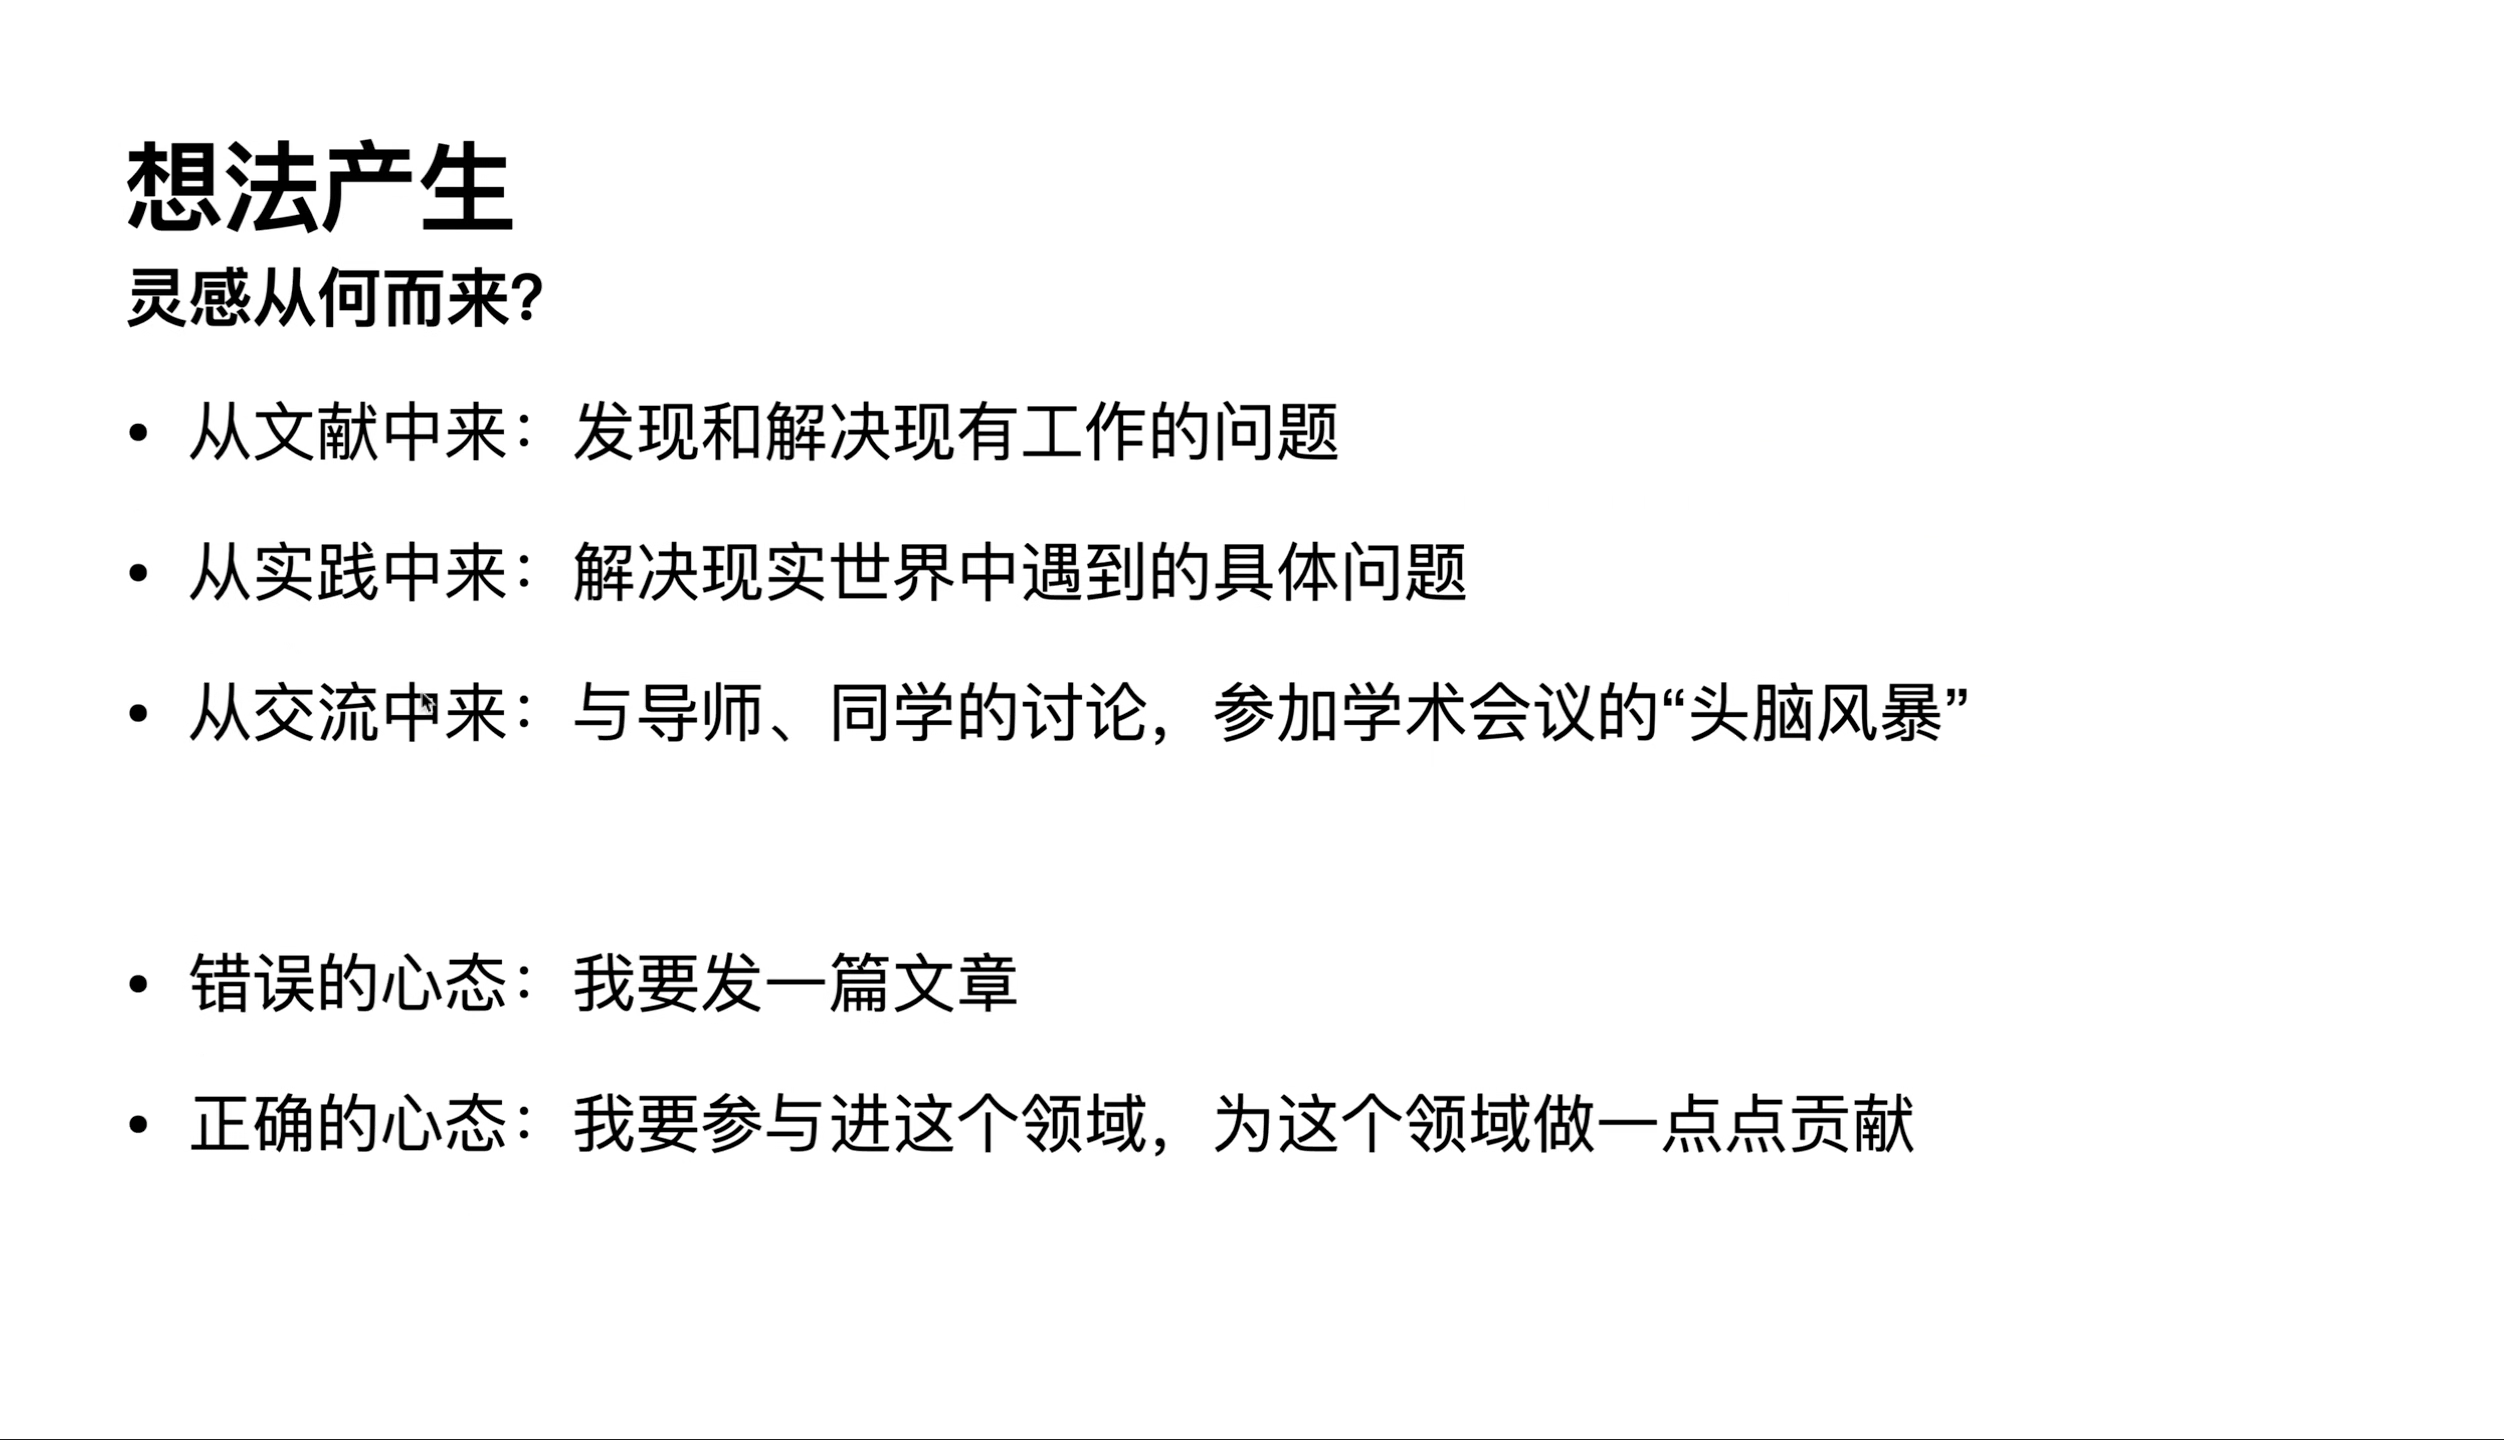 想法产生
灵感从何而来?
• 从文献中来：发现和解决现有工作的问题
• 从实践中来：解决现实世界中遇到的具体问题
• 从交流中来：与导师、同学的讨论，参加学术会议的“头脑风暴”
• 错误的心态：我要发一篇文章
• 正确的心态：我要参与进这个领域，为这个领域做一点点贡献